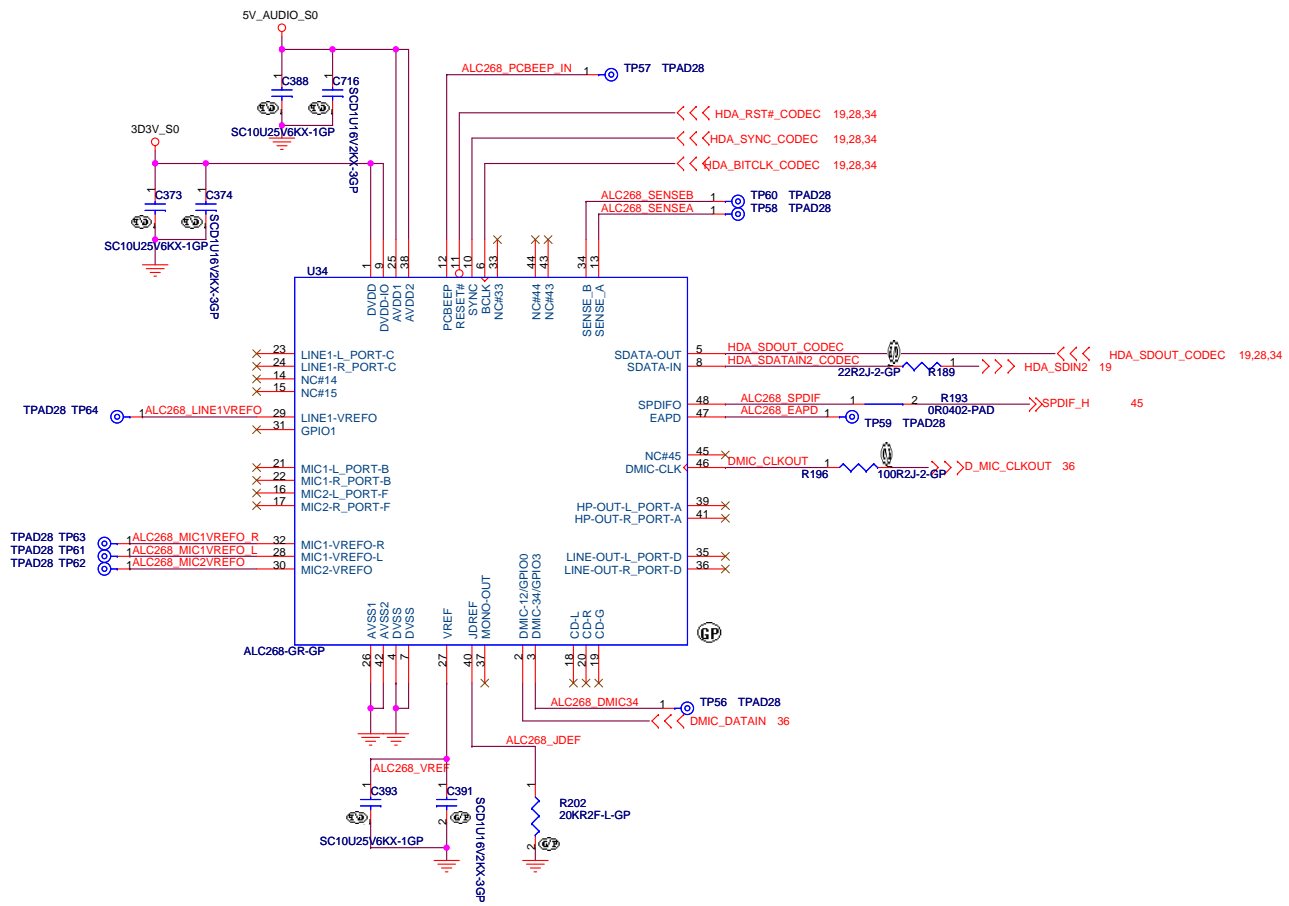 5V_AUDIO_S0
1 C388
1 C716
SC10U25V6KX-1GP
SCD1U16V2KX-3GP
3D3V_S0
1 C373
1 C374
SC10U25V6KX-1GP
SCD1U16V2KX-3GP
ALC268_PCBEEP_IN 1 TP57 TPAD28
HDA_RST#_CODEC 19,28,34
HDA_SYNC_CODEC 19,28,34
HDA_BITCLK_CODEC 19,28,34
ALC268_SENSEB 1 TP60 TPAD28
ALC268_SENSEA 1 TP58 TPAD28
U34
1 DVDD
9 DVDD-IO
25 AVDD1
38 AVDD2
12 PCBEEP
11 RESET#
10 SYNC
6 BCLK
33 NC#33
44 NC#44
43 NC#43
34 SENSE_B
13 SENSE_A
23 LINE1-L_PORT-C
24 LINE1-R_PORT-C
14 NC#14
15 NC#15
TPAD28 TP64 1 ALC268_LINE1VREFO 29 LINE1-VREFO
31 GPIO1
21 MIC1-L_PORT-B
22 MIC1-R_PORT-B
16 MIC2-L_PORT-F
17 MIC2-R_PORT-F
TPAD28 TP63 1 ALC268_MIC1VREFO_R 32 MIC1-VREFO-R
TPAD28 TP61 1 ALC268_MIC1VREFO_L 28 MIC1-VREFO-L
TPAD28 TP62 1 ALC268_MIC2VREFO 30 MIC2-VREFO
SDATA-OUT 5 HDA_SDOUT_CODEC HDA_SDOUT_CODEC 19,28,34
SDATA-IN 8 HDA_SDATAIN2_CODEC 1 HDA_SDIN2 19
22R2J-2-GP R189
SPDIFO 48 ALC268_SPDIF 1 2 R193 SPDIF_H 45
0R0402-PAD
EAPD 47 ALC268_EAPD 1 TP59 TPAD28
NC#45 45
DMIC-CLK 46 DMIC_CLKOUT 1 D_MIC_CLKOUT 36
R196 100R2J-2-GP
HP-OUT-L_PORT-A 39
HP-OUT-R_PORT-A 41
LINE-OUT-L_PORT-D 35
LINE-OUT-R_PORT-D 36
AVSS1 26
AVSS2 42
DVSS 4
DVSS 7
VREF 27
JDREF 40
MONO-OUT 37
DMIC-12/GPIO0 2
DMIC-34/GPIO3 3
CD-L 18
CD-R 20
CD-G 19
GP
ALC268-GR-GP
ALC268_DMIC34 1 TP56 TPAD28
DMIC_DATAIN 36
ALC268_JDEF
ALC268_VREF
1 C393
1 C391 2
SC10U25V6KX-1GP
SCD1U16V2KX-3GP
1 R202 2
20KR2F-L-GP